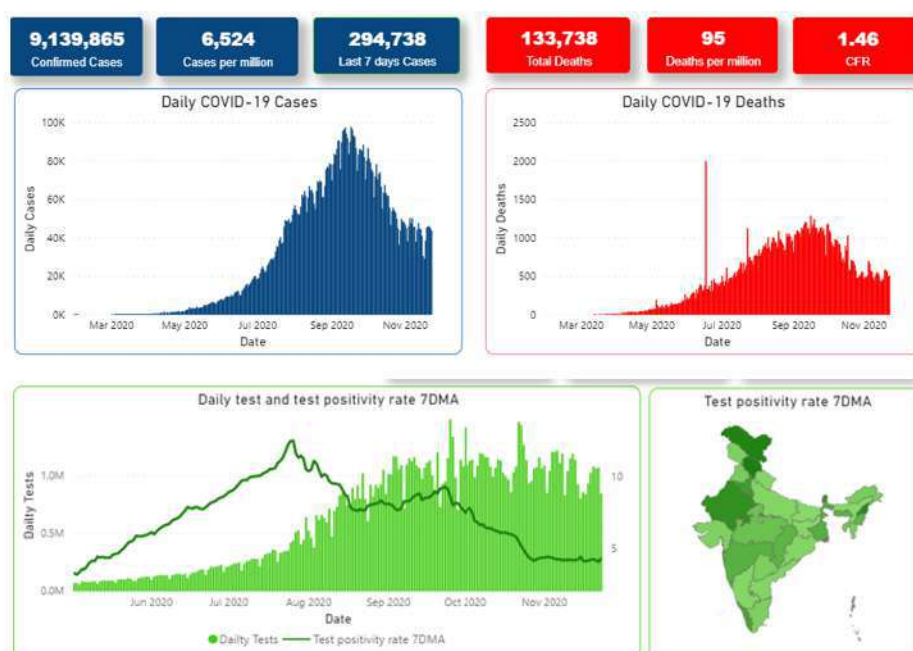 9,139,865
Confirmed Cases
6,524
Cases per million
294,738
Last 7 days Cases
133,738
Total Deaths
95
Deaths per million
1.46
CFR
Daily COVID-19 Cases
100K
80K
60K
40K
20K
0K
Daily Cases
Mar 2020 May 2020 Jul 2020 Sep 2020 Nov 2020
Date
Daily COVID-19 Deaths
2500
2000
1500
1000
500
0
Daily Deaths
Mar 2020 May 2020 Jul 2020 Sep 2020 Nov 2020
Date
Daily test and test positivity rate 7DMA
1.0M
0.5M
0.0M
Dailty Tests
10
5
Jun 2020 Jul 2020 Aug 2020 Sep 2020 Oct 2020 Nov 2020
Date
Dailty Tests Test positivity rate 7DMA
Test positivity rate 7DMA